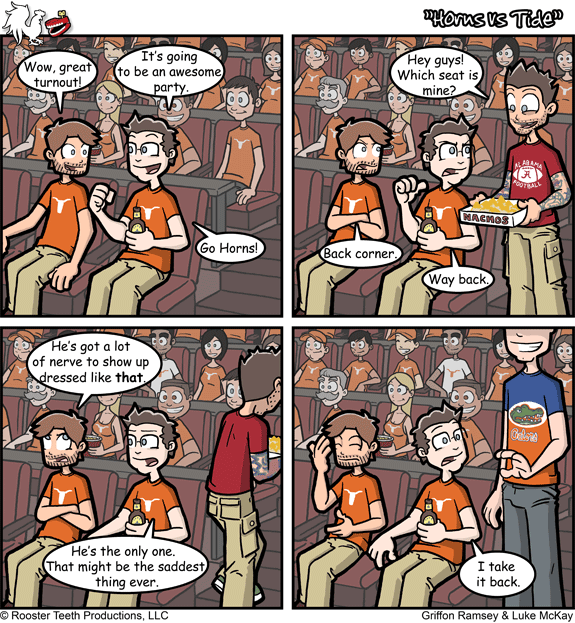 "Horns vs Tide"
Wow, great
turnout!
It's going
to be an awesome
party.
Go Horns!
Hey guys!
Which seat is
mine?
ALABAMA
A
FOOTBALL
NACHOS
Back corner.
Way back.
He's got a lot
of nerve to show up
dressed like that.
He's the only one.
That might be the saddest
thing ever.
Gators
I take
it back.
© Rooster Teeth Productions, LLC
Griffon Ramsey & Luke McKay